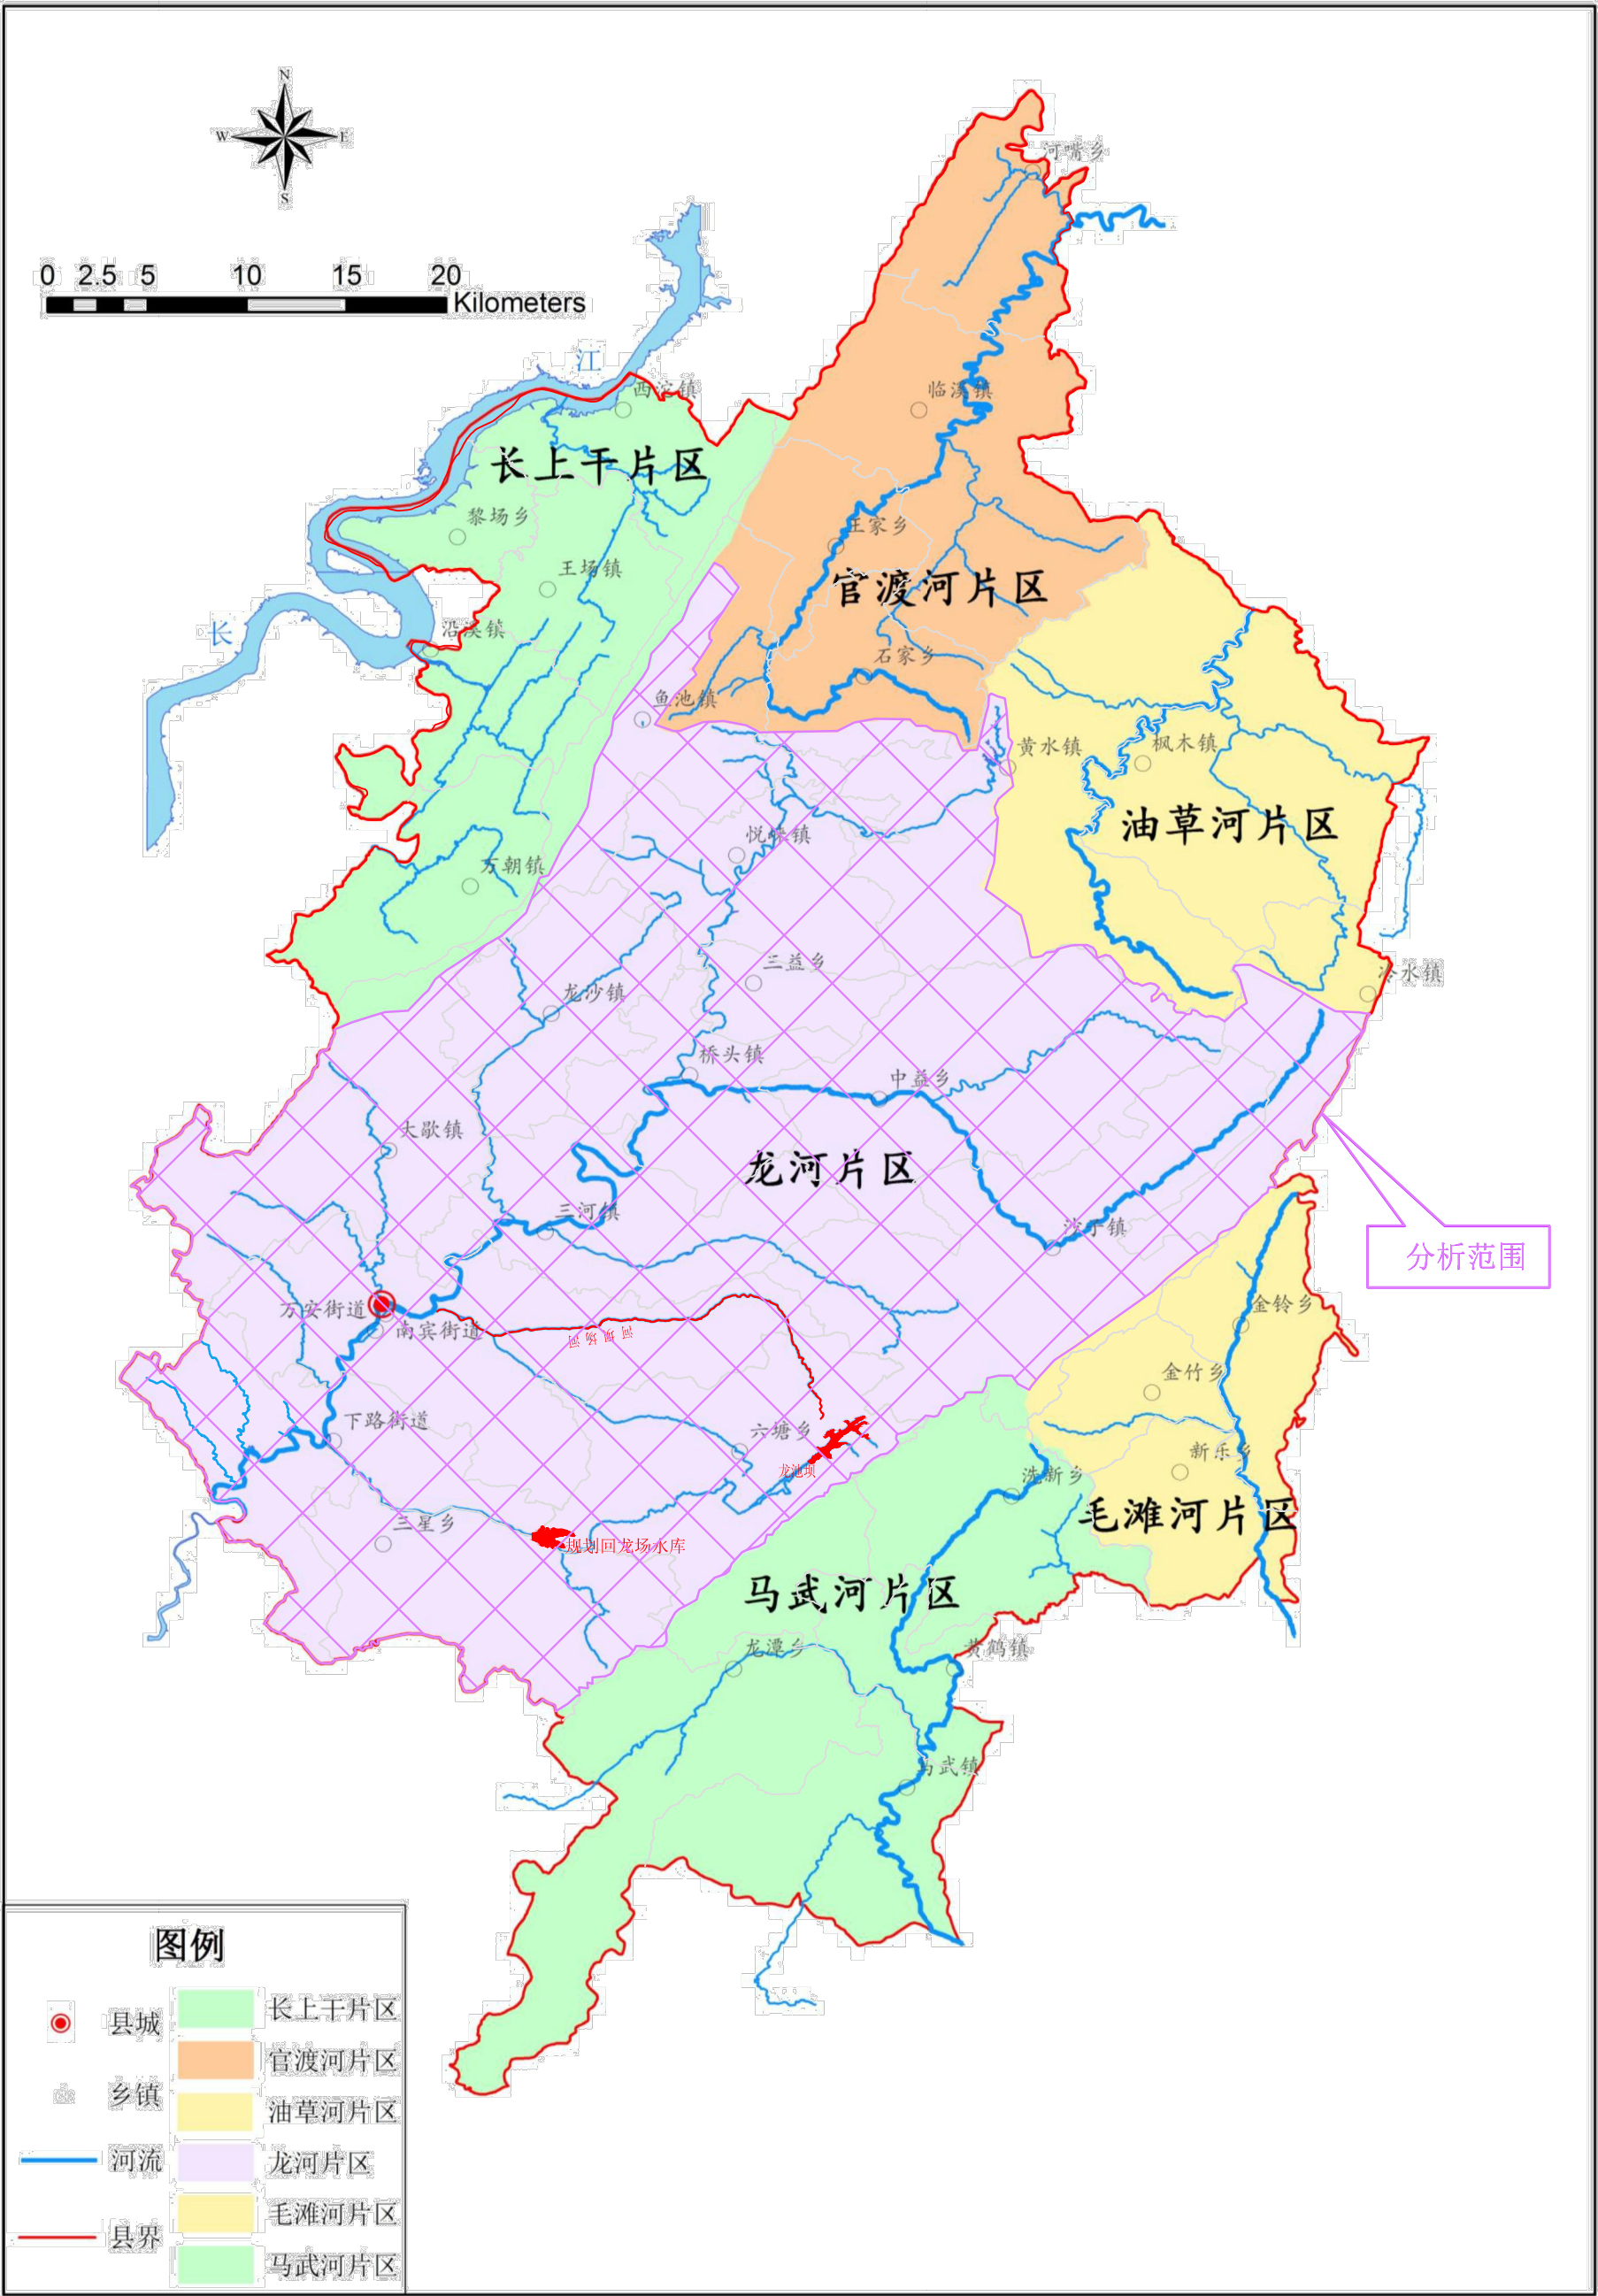 N
W
E
S
0 2.5 5 10 15 20
Kilometers
河嘴乡
江
西沱镇
临溪镇
长上干片区
黎场乡
王家乡
王场镇
官渡河片区
长
沿溪镇
石家乡
鱼池镇
黄水镇
枫木镇
油草河片区
悦崃镇
万朝镇
三益乡
冷水镇
龙沙镇
桥头镇
中益乡
大歇镇
龙河片区
三河镇
沙子镇
分析范围
万安街道
南宾街道
金铃乡
金竹乡
下路街道
六塘乡
新乐乡
龙池坝
洗新乡
毛滩河片区
三星乡
规划回龙场水库
马武河片区
龙潭乡
黄鹤镇
马武镇
图例
县城
乡镇
河流
县界
长上干片区
官渡河片区
油草河片区
龙河片区
毛滩河片区
马武河片区